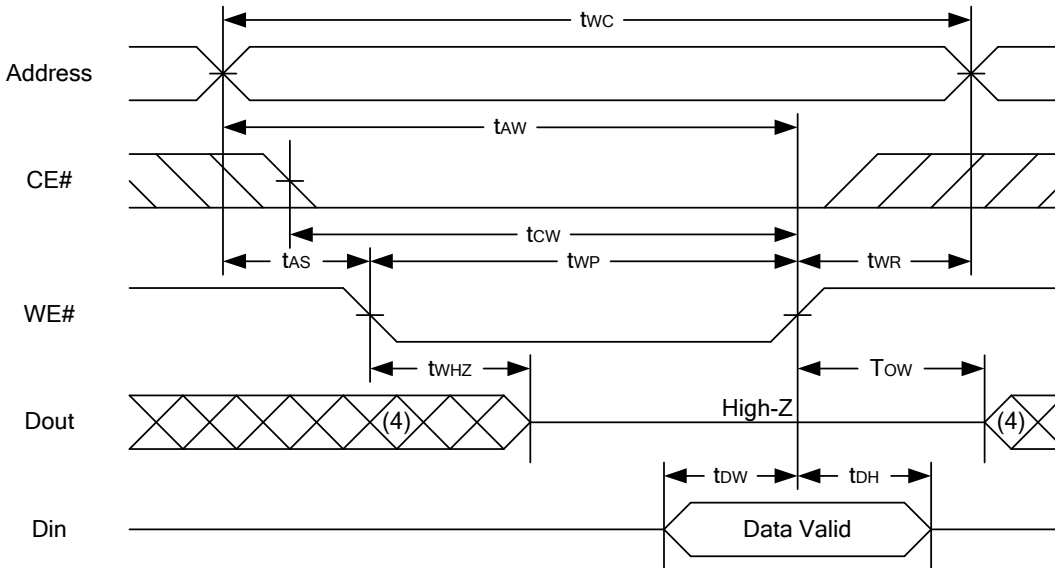 tWC
Address
tAW
CE#
tCW
tAS tWP tWR
WE#
tWHZ TOW
Dout (4) High-Z (4)
tDW tDH
Din Data Valid